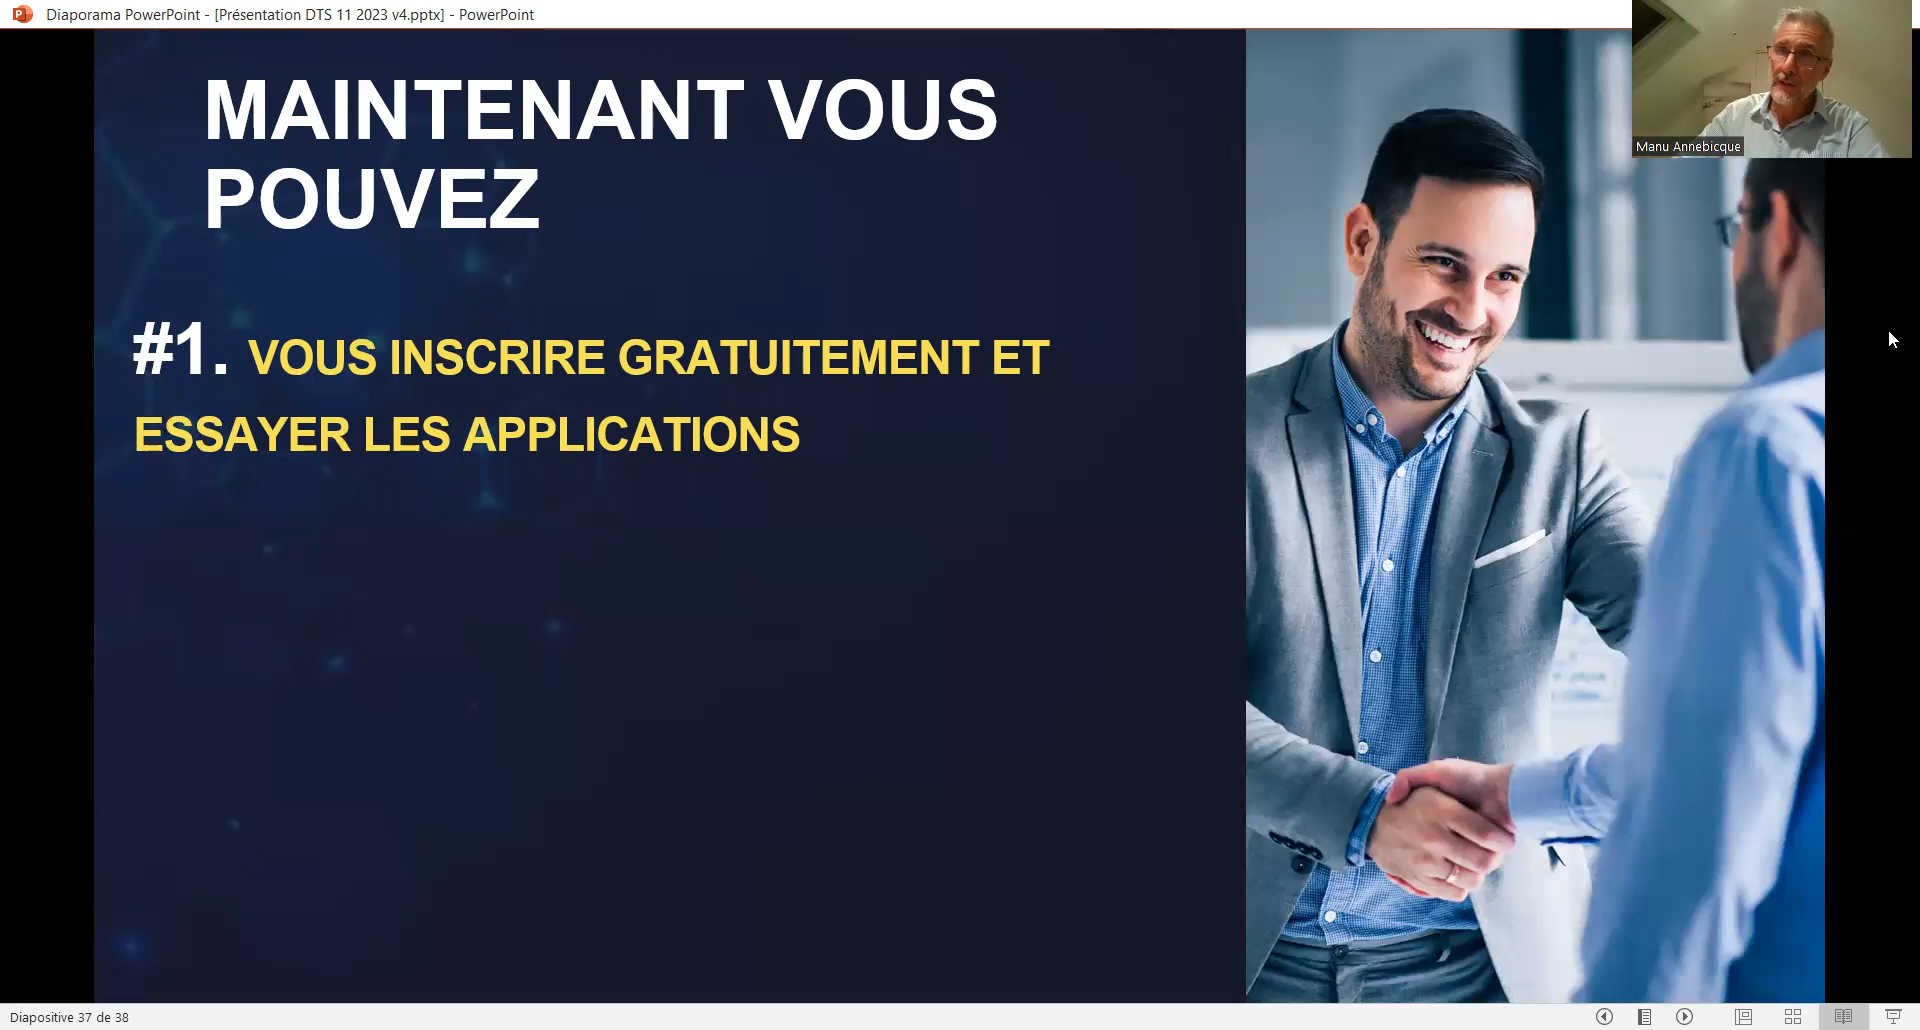 Diaporama PowerPoint - [Présentation DTS 11 2023 v4.pptx] - PowerPoint
Manu Annebicque
MAINTENANT VOUS
POUVEZ
#1. VOUS INSCRIRE GRATUITEMENT ET
ESSAYER LES APPLICATIONS
Diapositive 37 de 38